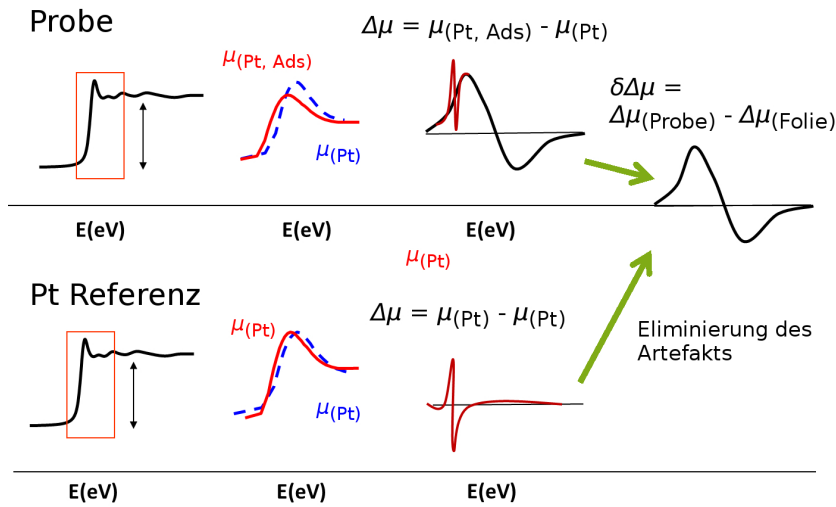 Probe
Δμ = μ(Pt, Ads) - μ(Pt)
μ(Pt, Ads)
μ(Pt)
δΔμ =
Δμ(Probe) - Δμ(Folie)
E(eV)
E(eV)
E(eV)
μ(Pt)
Pt Referenz
Δμ = μ(Pt) - μ(Pt)
μ(Pt)
μ(Pt)
Eliminierung des
Artefakts
E(eV)
E(eV)
E(eV)